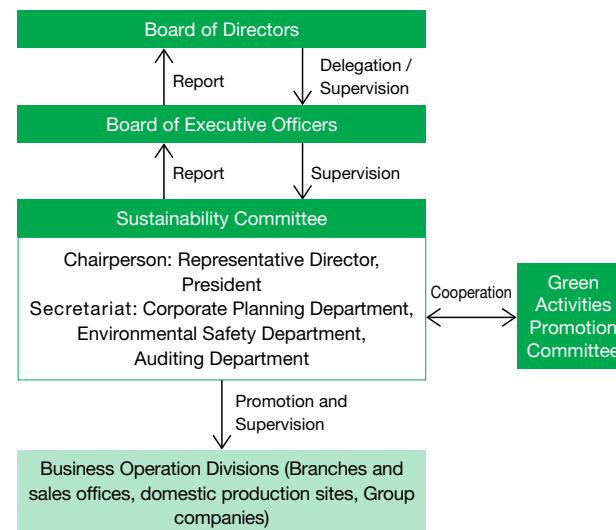 Board of Directors
Report
Delegation /
Supervision
Board of Executive Officers
Report
Supervision
Sustainability Committee
Chairperson: Representative Director,
President
Secretariat: Corporate Planning Department,
Environmental Safety Department,
Auditing Department
Cooperation
Green
Activities
Promotion
Committee
Promotion and
Supervision
Business Operation Divisions (Branches and
sales offices, domestic production sites, Group
companies)